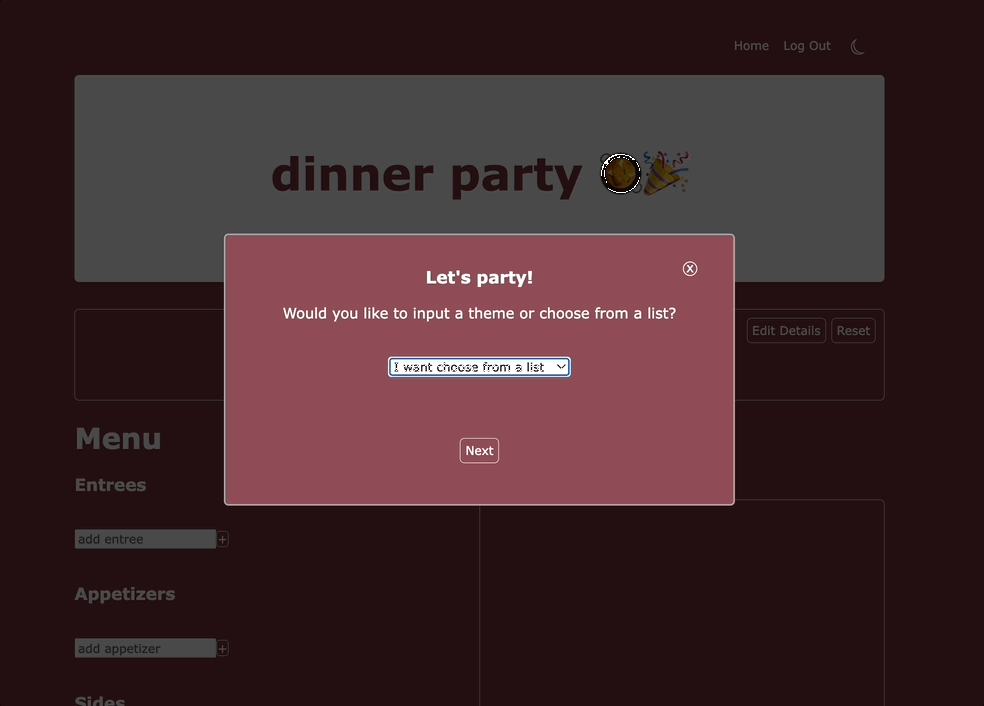 Home Log Out
dinner party
Let's party!
Would you like to input a theme or choose from a list?
I want choose from a list
Next
Edit Details Reset
Menu
Entrees
add entree +
Appetizers
add appetizer +
Sides